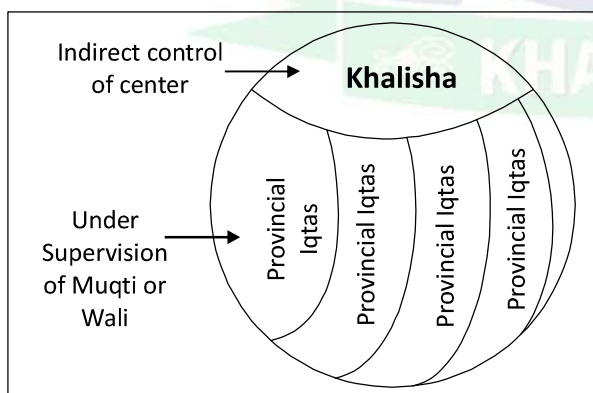 Indirect control
of center
Khalisha
KHA
Under
Supervision
of Muqti or
Wali
Provincial
Iqtas
Provincial Iqtas
Provincial Iqtas
Provincial Iqtas